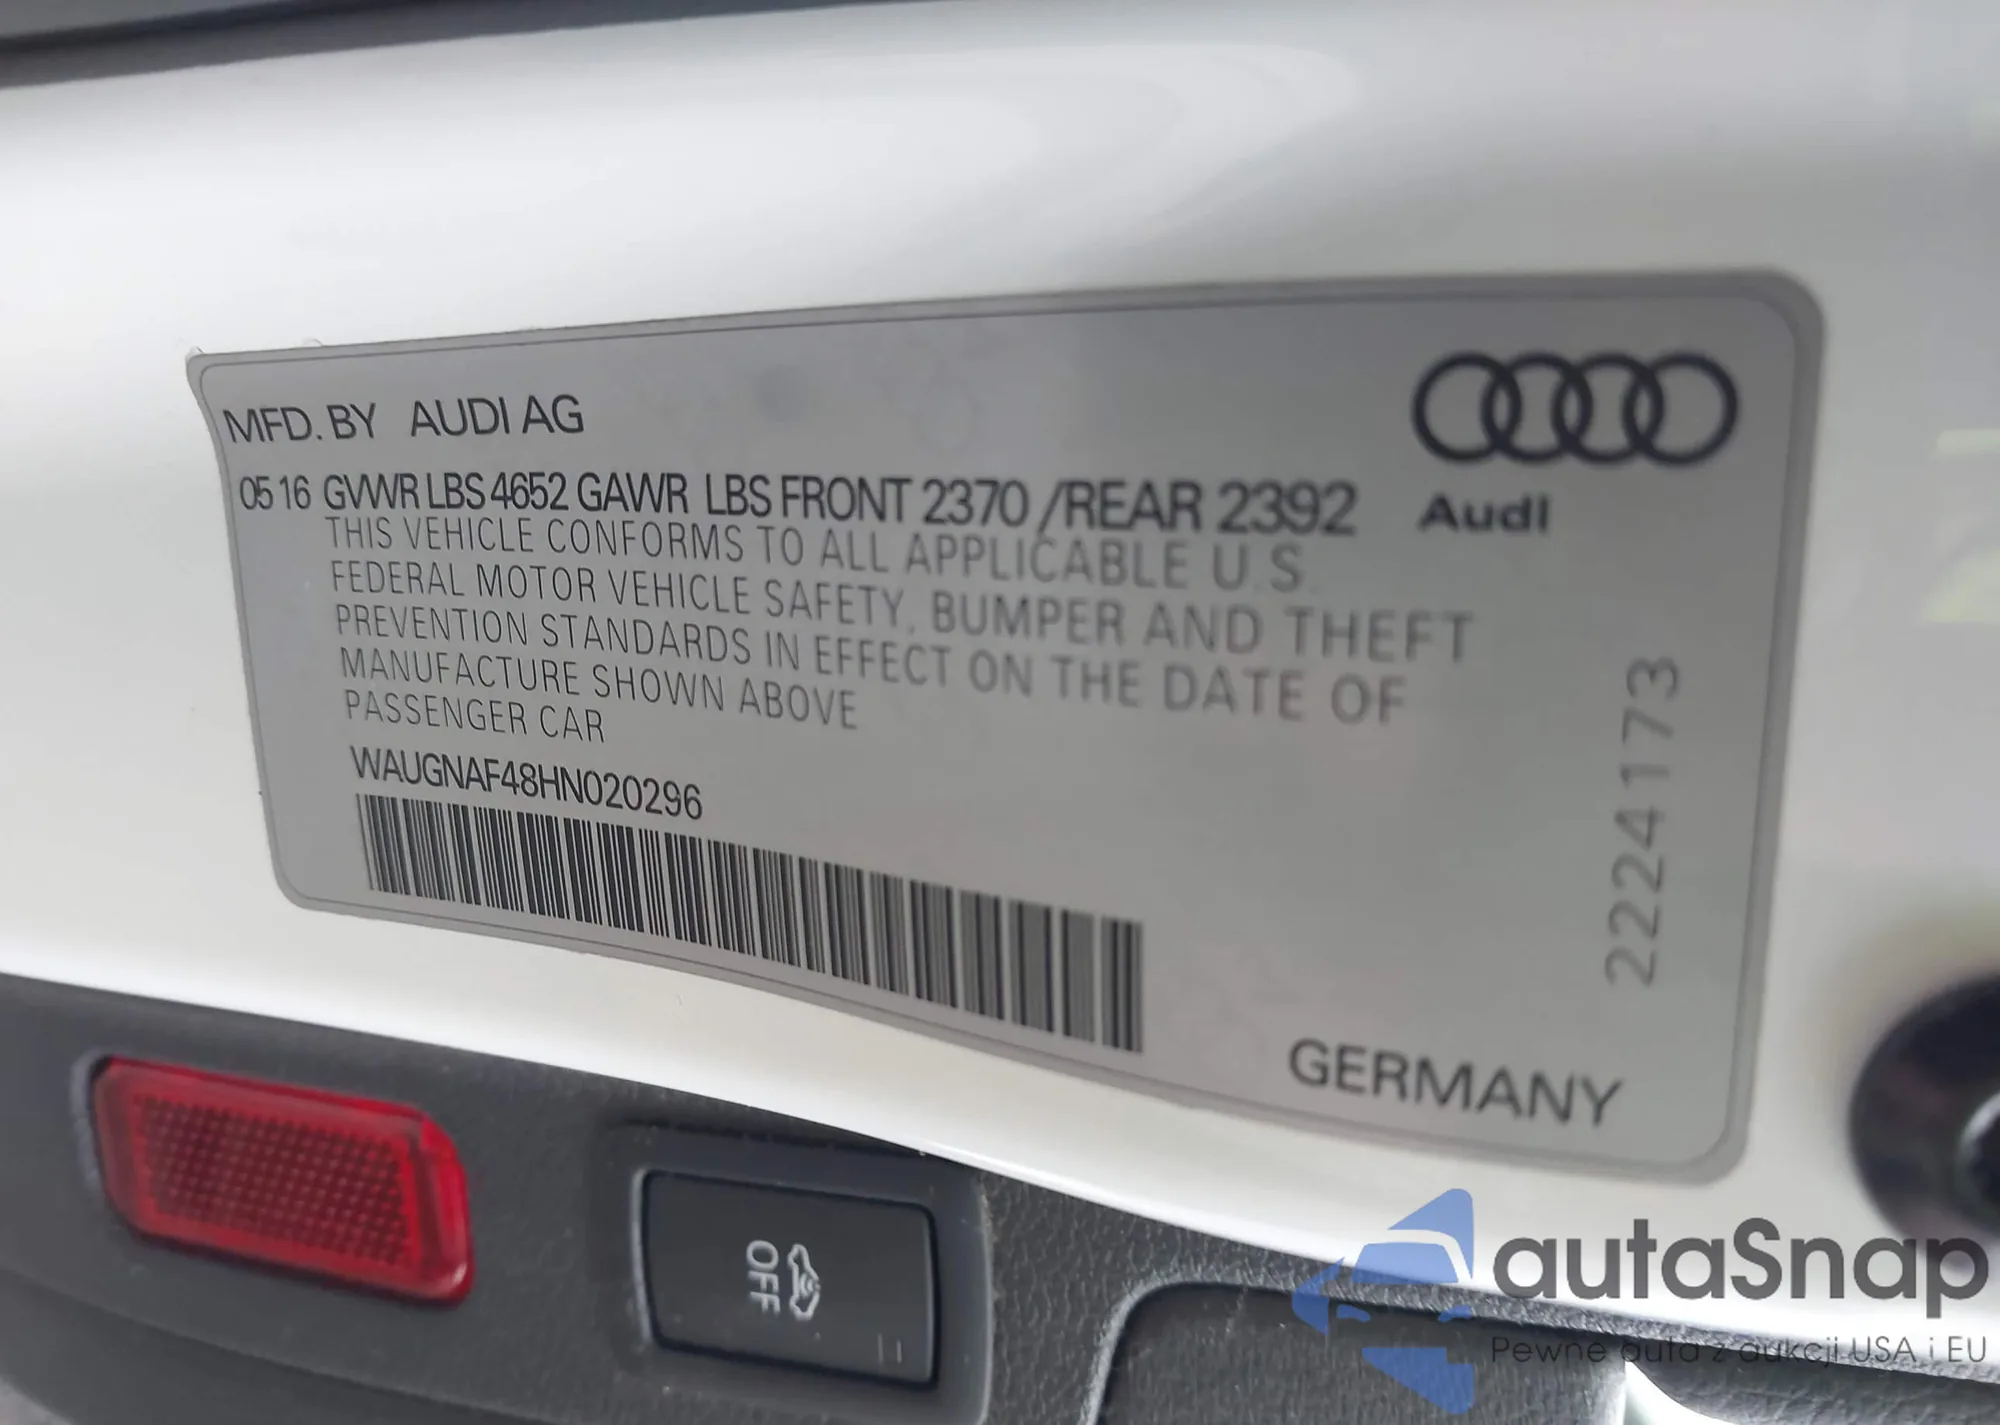 MFD. BY AUDI AG
05 16 GVWR LBS 4652 GAWR LBS FRONT 2370 /REAR 2392
Audi
THIS VEHICLE CONFORMS TO ALL APPLICABLE U.S.
FEDERAL MOTOR VEHICLE SAFETY, BUMPER AND THEFT
PREVENTION STANDARDS IN EFFECT ON THE DATE OF
MANUFACTURE SHOWN ABOVE
PASSENGER CAR
WAUGNAF48HN020296
2224173
GERMANY
OFF
autaSnap
Pewne auta z aukcji USA i EU